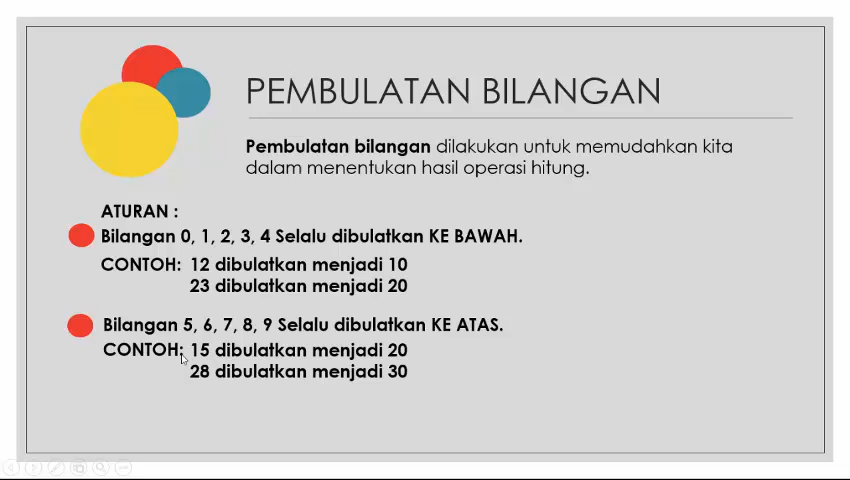 PEMBULATAN BILANGAN
Pembulatan bilangan dilakukan untuk memudahkan kita
dalam menentukan hasil operasi hitung.
ATURAN :
Bilangan 0, 1, 2, 3, 4 Selalu dibulatkan KE BAWAH.
CONTOH: 12 dibulatkan menjadi 10
23 dibulatkan menjadi 20
Bilangan 5, 6, 7, 8, 9 Selalu dibulatkan KE ATAS.
CONTOH: 15 dibulatkan menjadi 20
28 dibulatkan menjadi 30